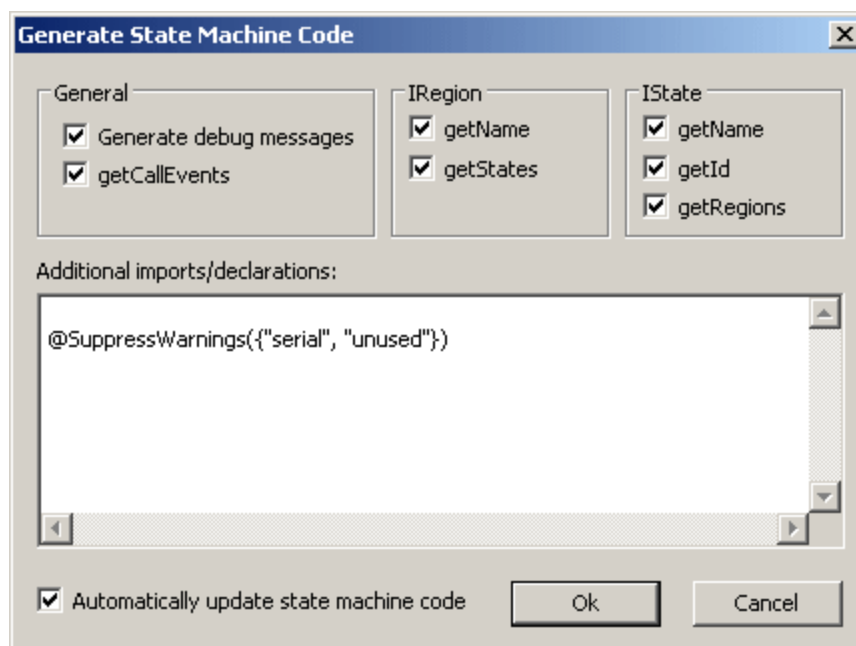 Generate State Machine Code
General
Generate debug messages
getCallEvents
IRegion
getName
getStates
IState
getName
getId
getRegions
Additional imports/declarations:
@SuppressWarnings({"serial", "unused"})
Automatically update state machine code
Ok
Cancel